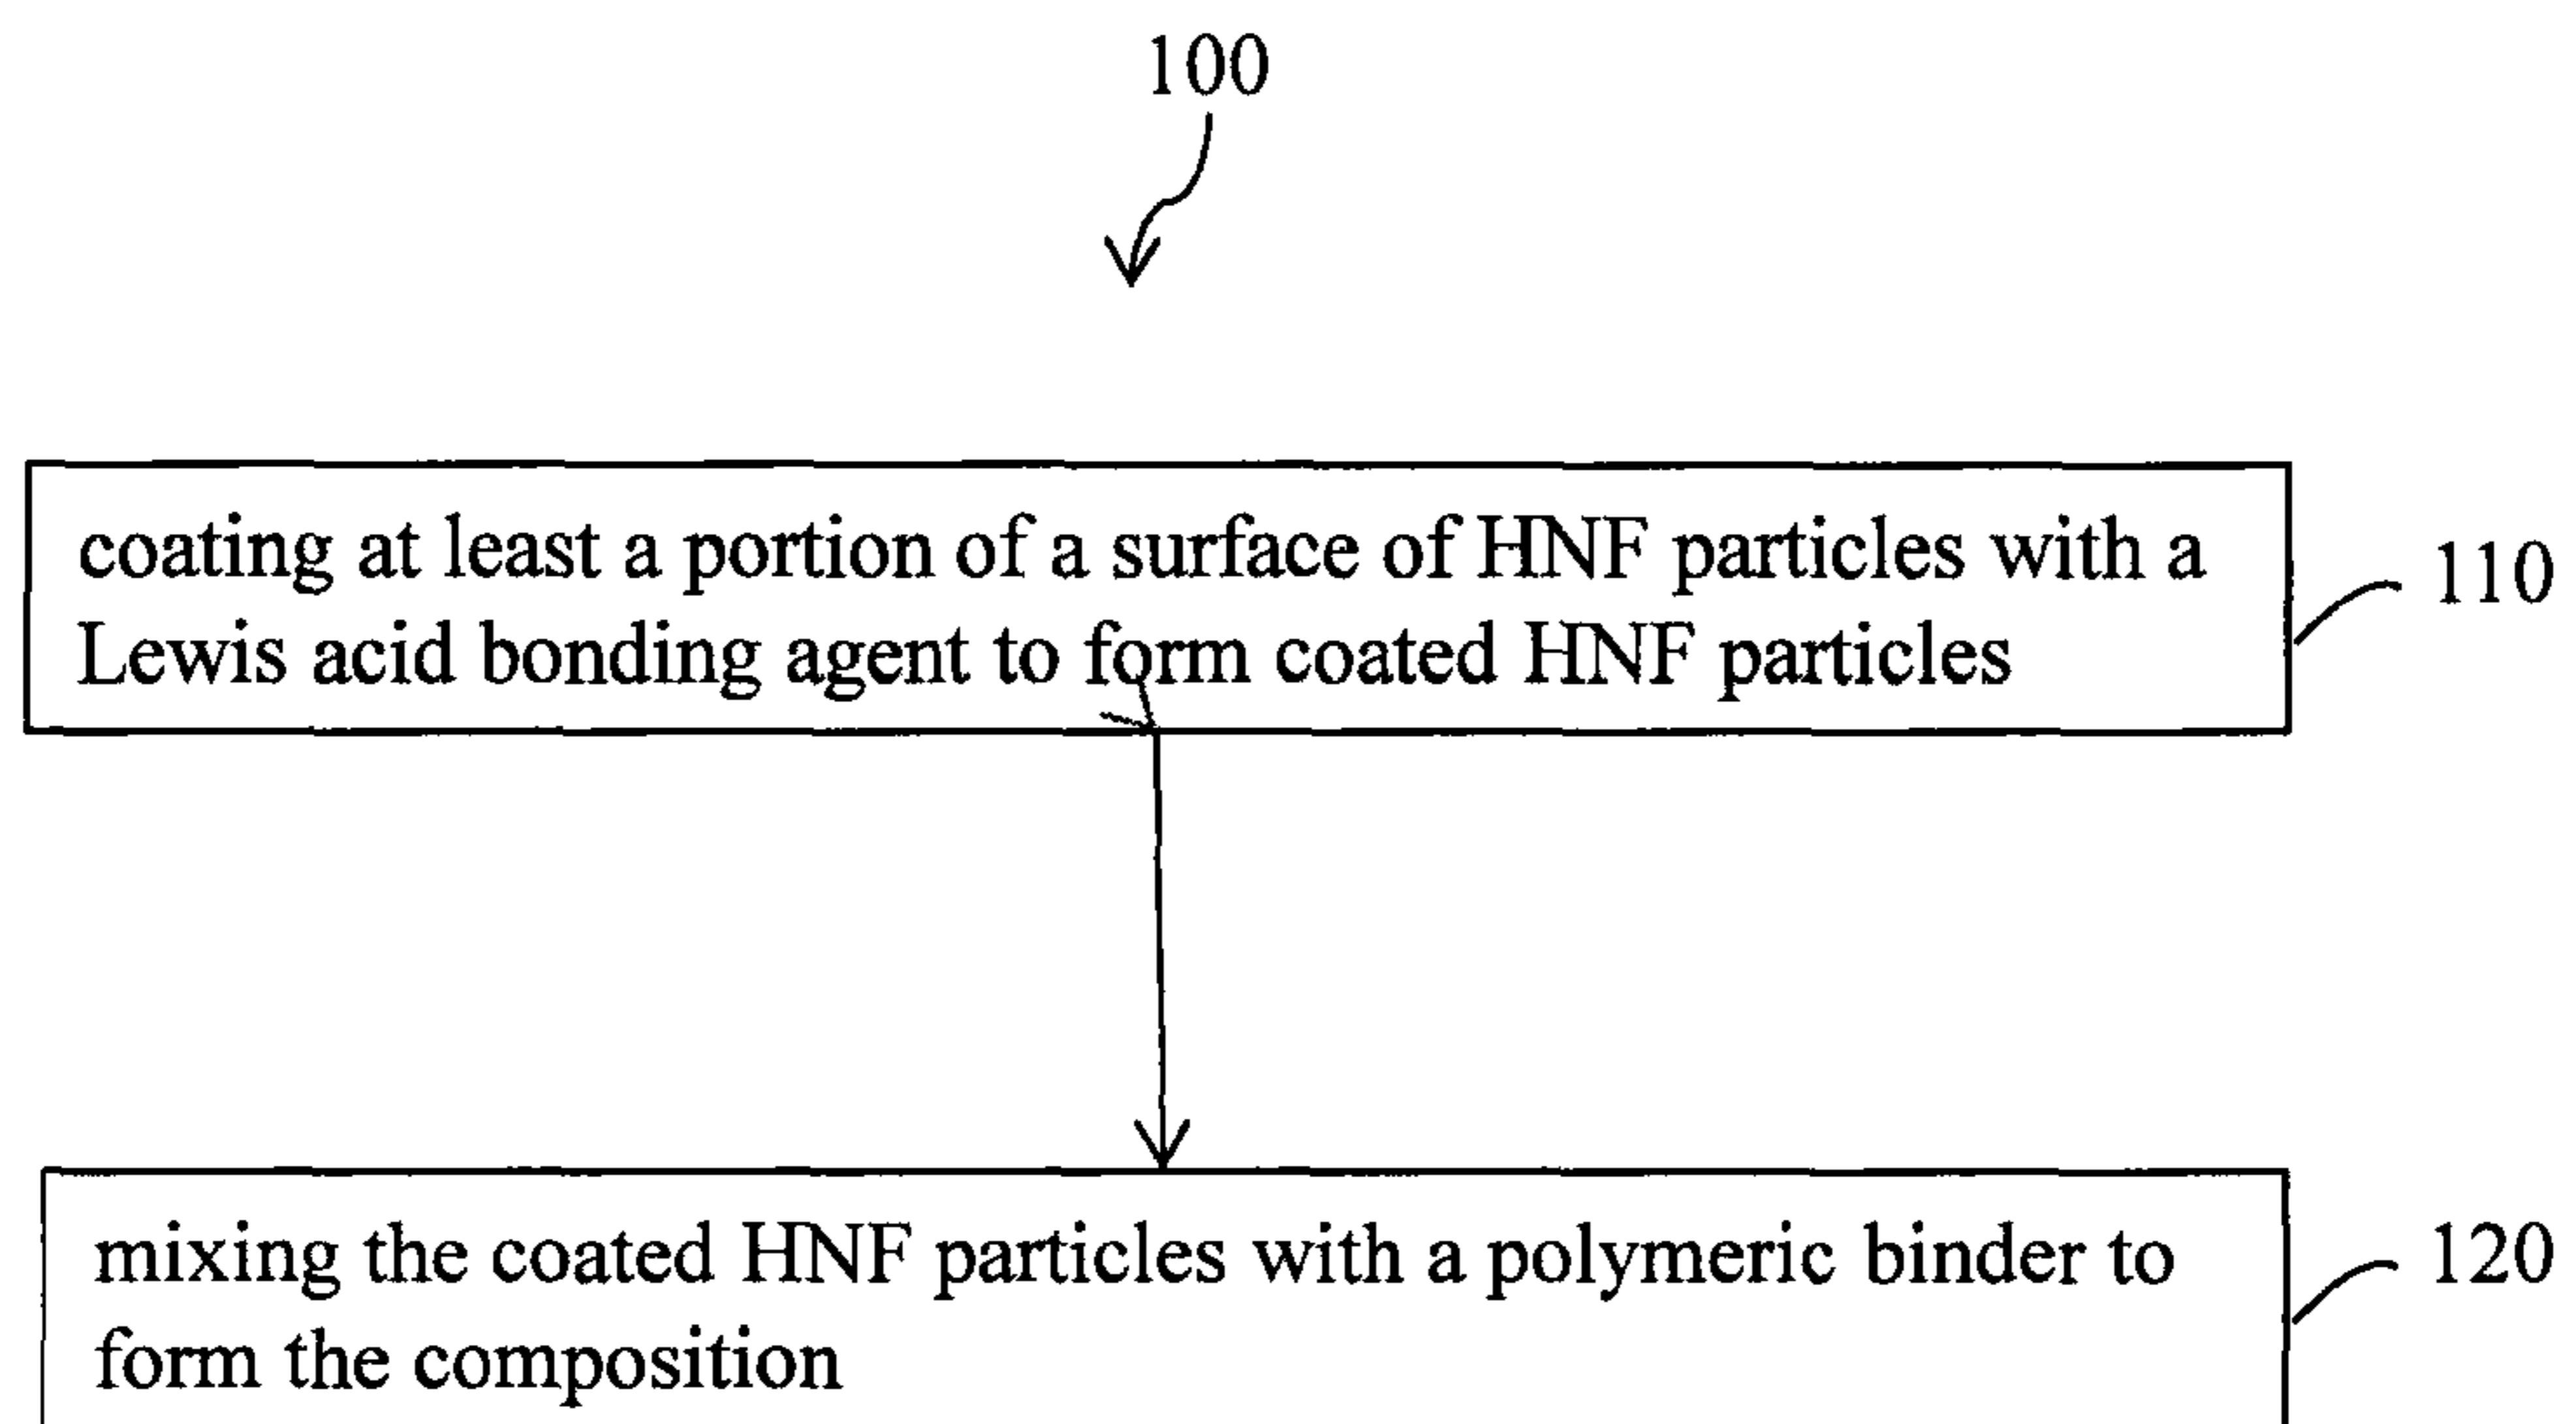 100
coating at least a portion of a surface of HNF particles with a
Lewis acid bonding agent to form coated HNF particles
110
mixing the coated HNF particles with a polymeric binder to
form the composition
120